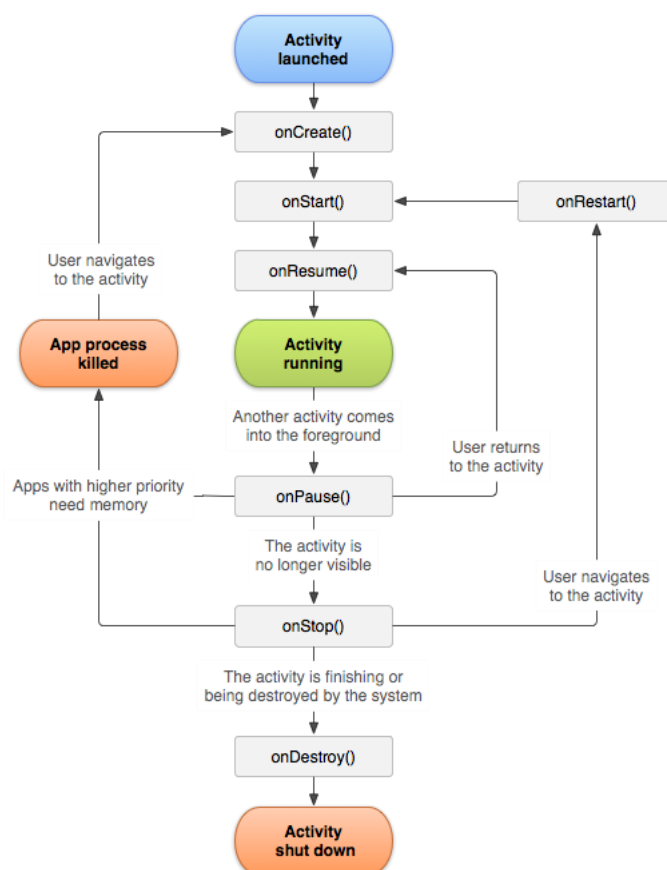 Activity
launched
onCreate()
onStart()
onRestart()
onResume()
User navigates
to the activity
App process
killed
Activity
running
Another activity comes
into the foreground
User returns
to the activity
Apps with higher priority
need memory
onPause()
The activity is
no longer visible
User navigates
to the activity
onStop()
The activity is finishing or
being destroyed by the system
onDestroy()
Activity
shut down